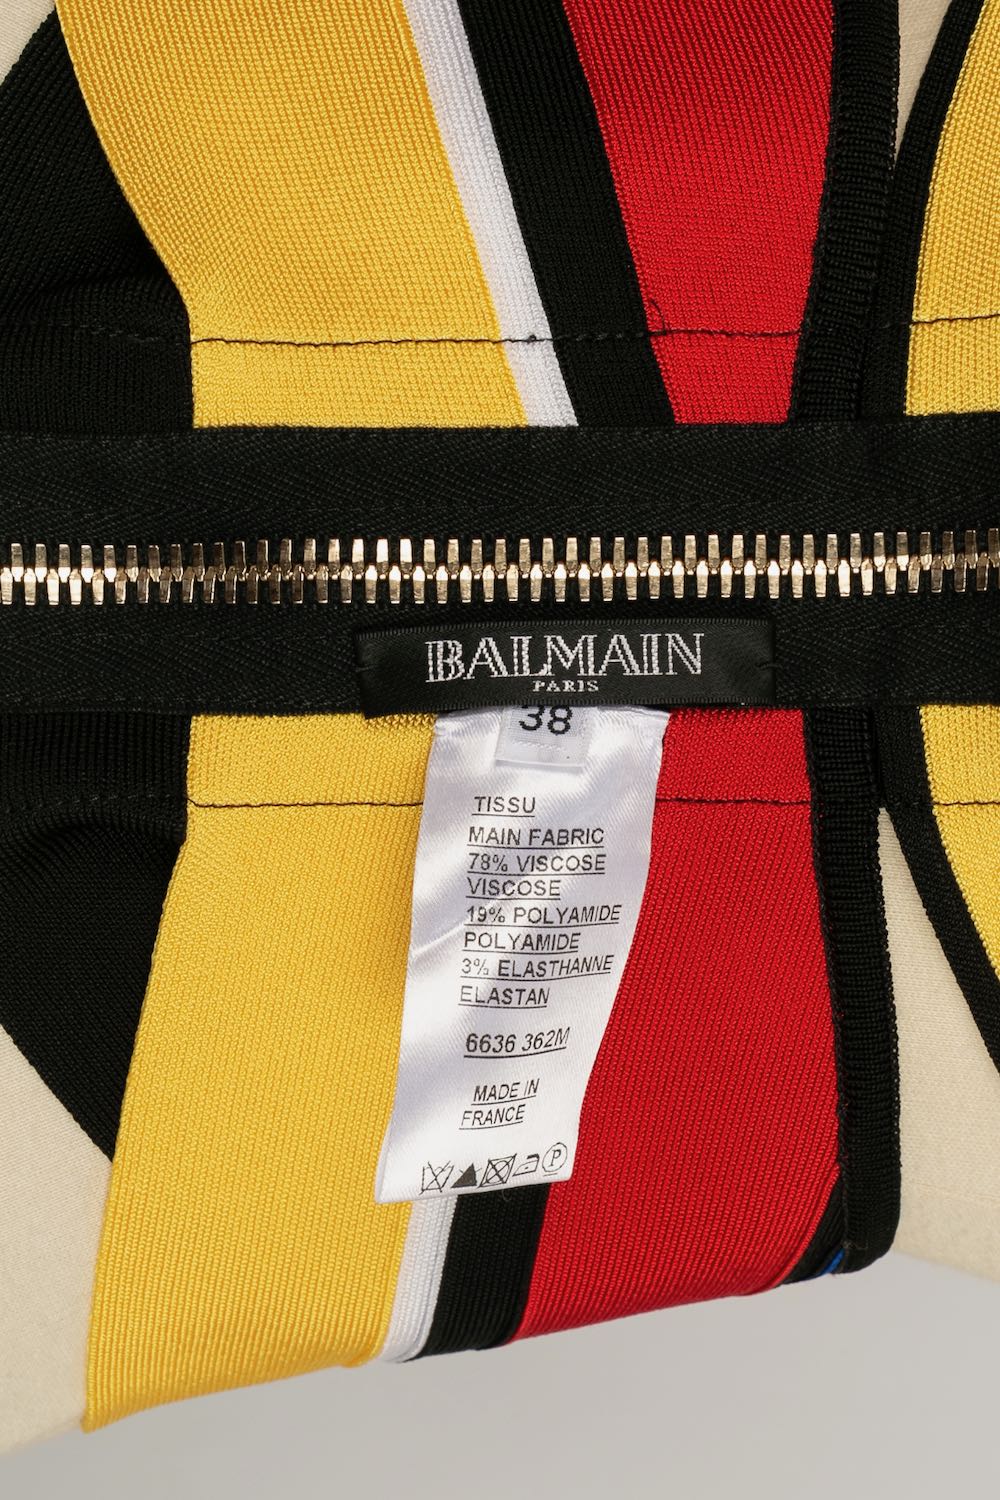 BALMAIN
PARIS
38
TISSU
MAIN FABRIC
78% VISCOSE
VISCOSE
19% POLYAMIDE
POLYAMIDE
3% ELASTHANNE
ELASTAN
6636 362M
MADE IN
FRANCE
P